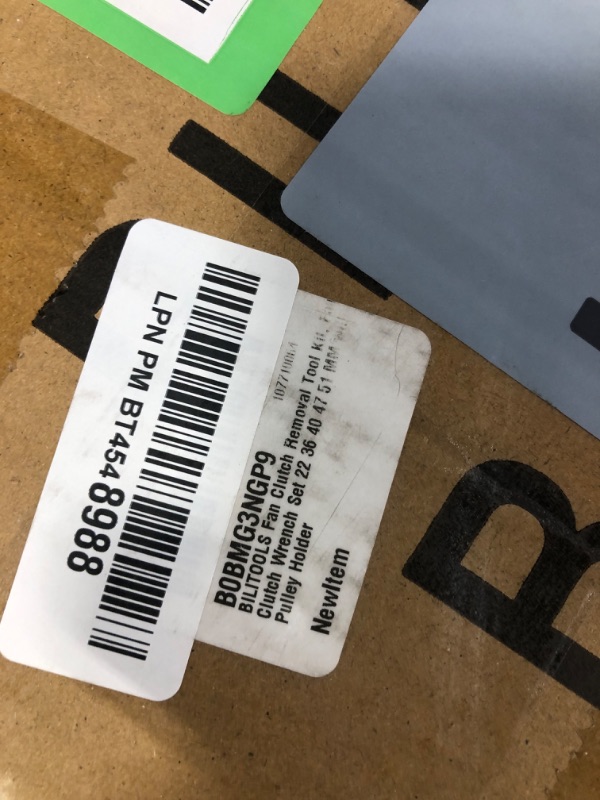 LPN PM BT4548988
B0BMG3NGP9
BILITOOLS Fan Clutch Removal Tool Kit,
Clutch Wrench Set 22 36 40 47 51 MM
Pulley Holder
NewItem
R